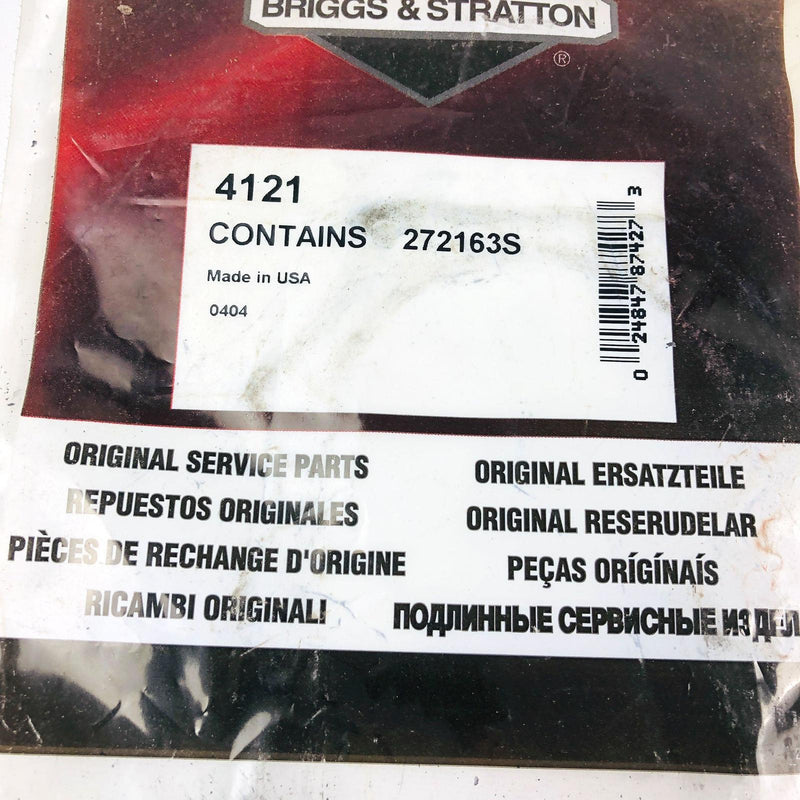 BRIGGS & STRATTON
®
4121
CONTAINS 272163S
Made in USA
0404
0 24847 87427 3
ORIGINAL SERVICE PARTS
REPUESTOS ORIGINALES
PIÈCES DE RECHANGE D'ORIGINE
RICAMBI ORIGINALI
ORIGINAL ERSATZTEILE
ORIGINAL RESERUDELAR
PEÇAS ORÍGÍNAÍS
ПОДЛИННЫЕ СЕРВИСНЫЕ